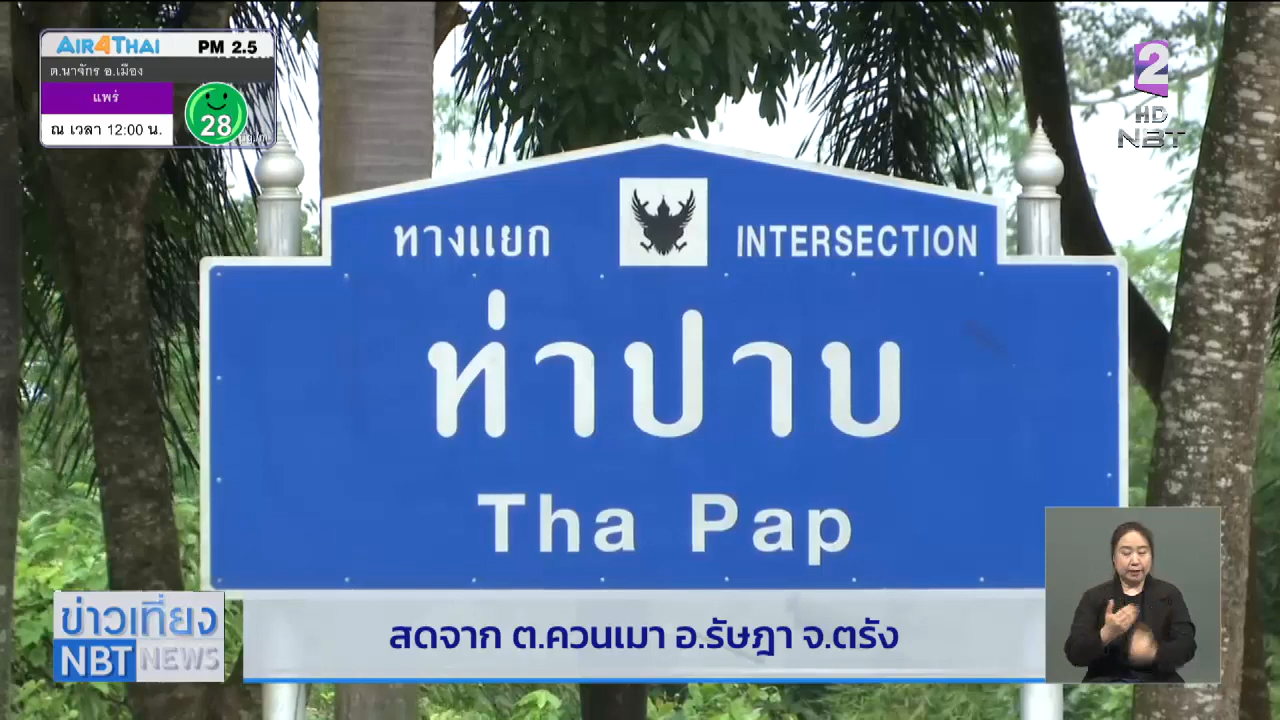 AIR4THAI PM 2.5
ต.นาจักร อ.เมือง
แพร่
28
ณ เวลา 12:00 น.
2
HD
NBT
ทางแยก INTERSECTION
ท่าปาบ
Tha Pap
ข่าวเที่ยง
NBT NEWS
สดจาก ต.ควนเมา อ.รัษฎา จ.ตรัง